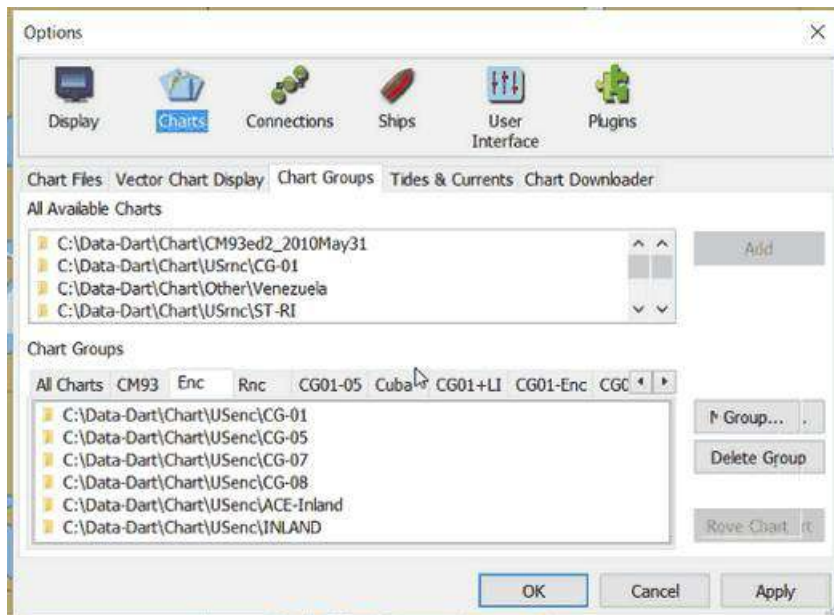 Options
Display Charts Connections Ships User Interface Plugins
Chart Files Vector Chart Display Chart Groups Tides & Currents Chart Downloader
All Available Charts
C:\Data-Dart\Chart\CM93ed2_2010May31
C:\Data-Dart\Chart\USrnc\CG-01
C:\Data-Dart\Chart\Other\Venezuela
C:\Data-Dart\Chart\USrnc\ST-RI
Add
Chart Groups
All Charts CM93 Enc Rnc CG01-05 Cuba CG01+LI CG01-Enc CG0
C:\Data-Dart\Chart\USenc\CG-01
C:\Data-Dart\Chart\USenc\CG-05
C:\Data-Dart\Chart\USenc\CG-07
C:\Data-Dart\Chart\USenc\CG-08
C:\Data-Dart\Chart\USenc\ACE-Inland
C:\Data-Dart\Chart\USenc\INLAND
Group... .
Delete Group
Rove Chart
OK Cancel Apply